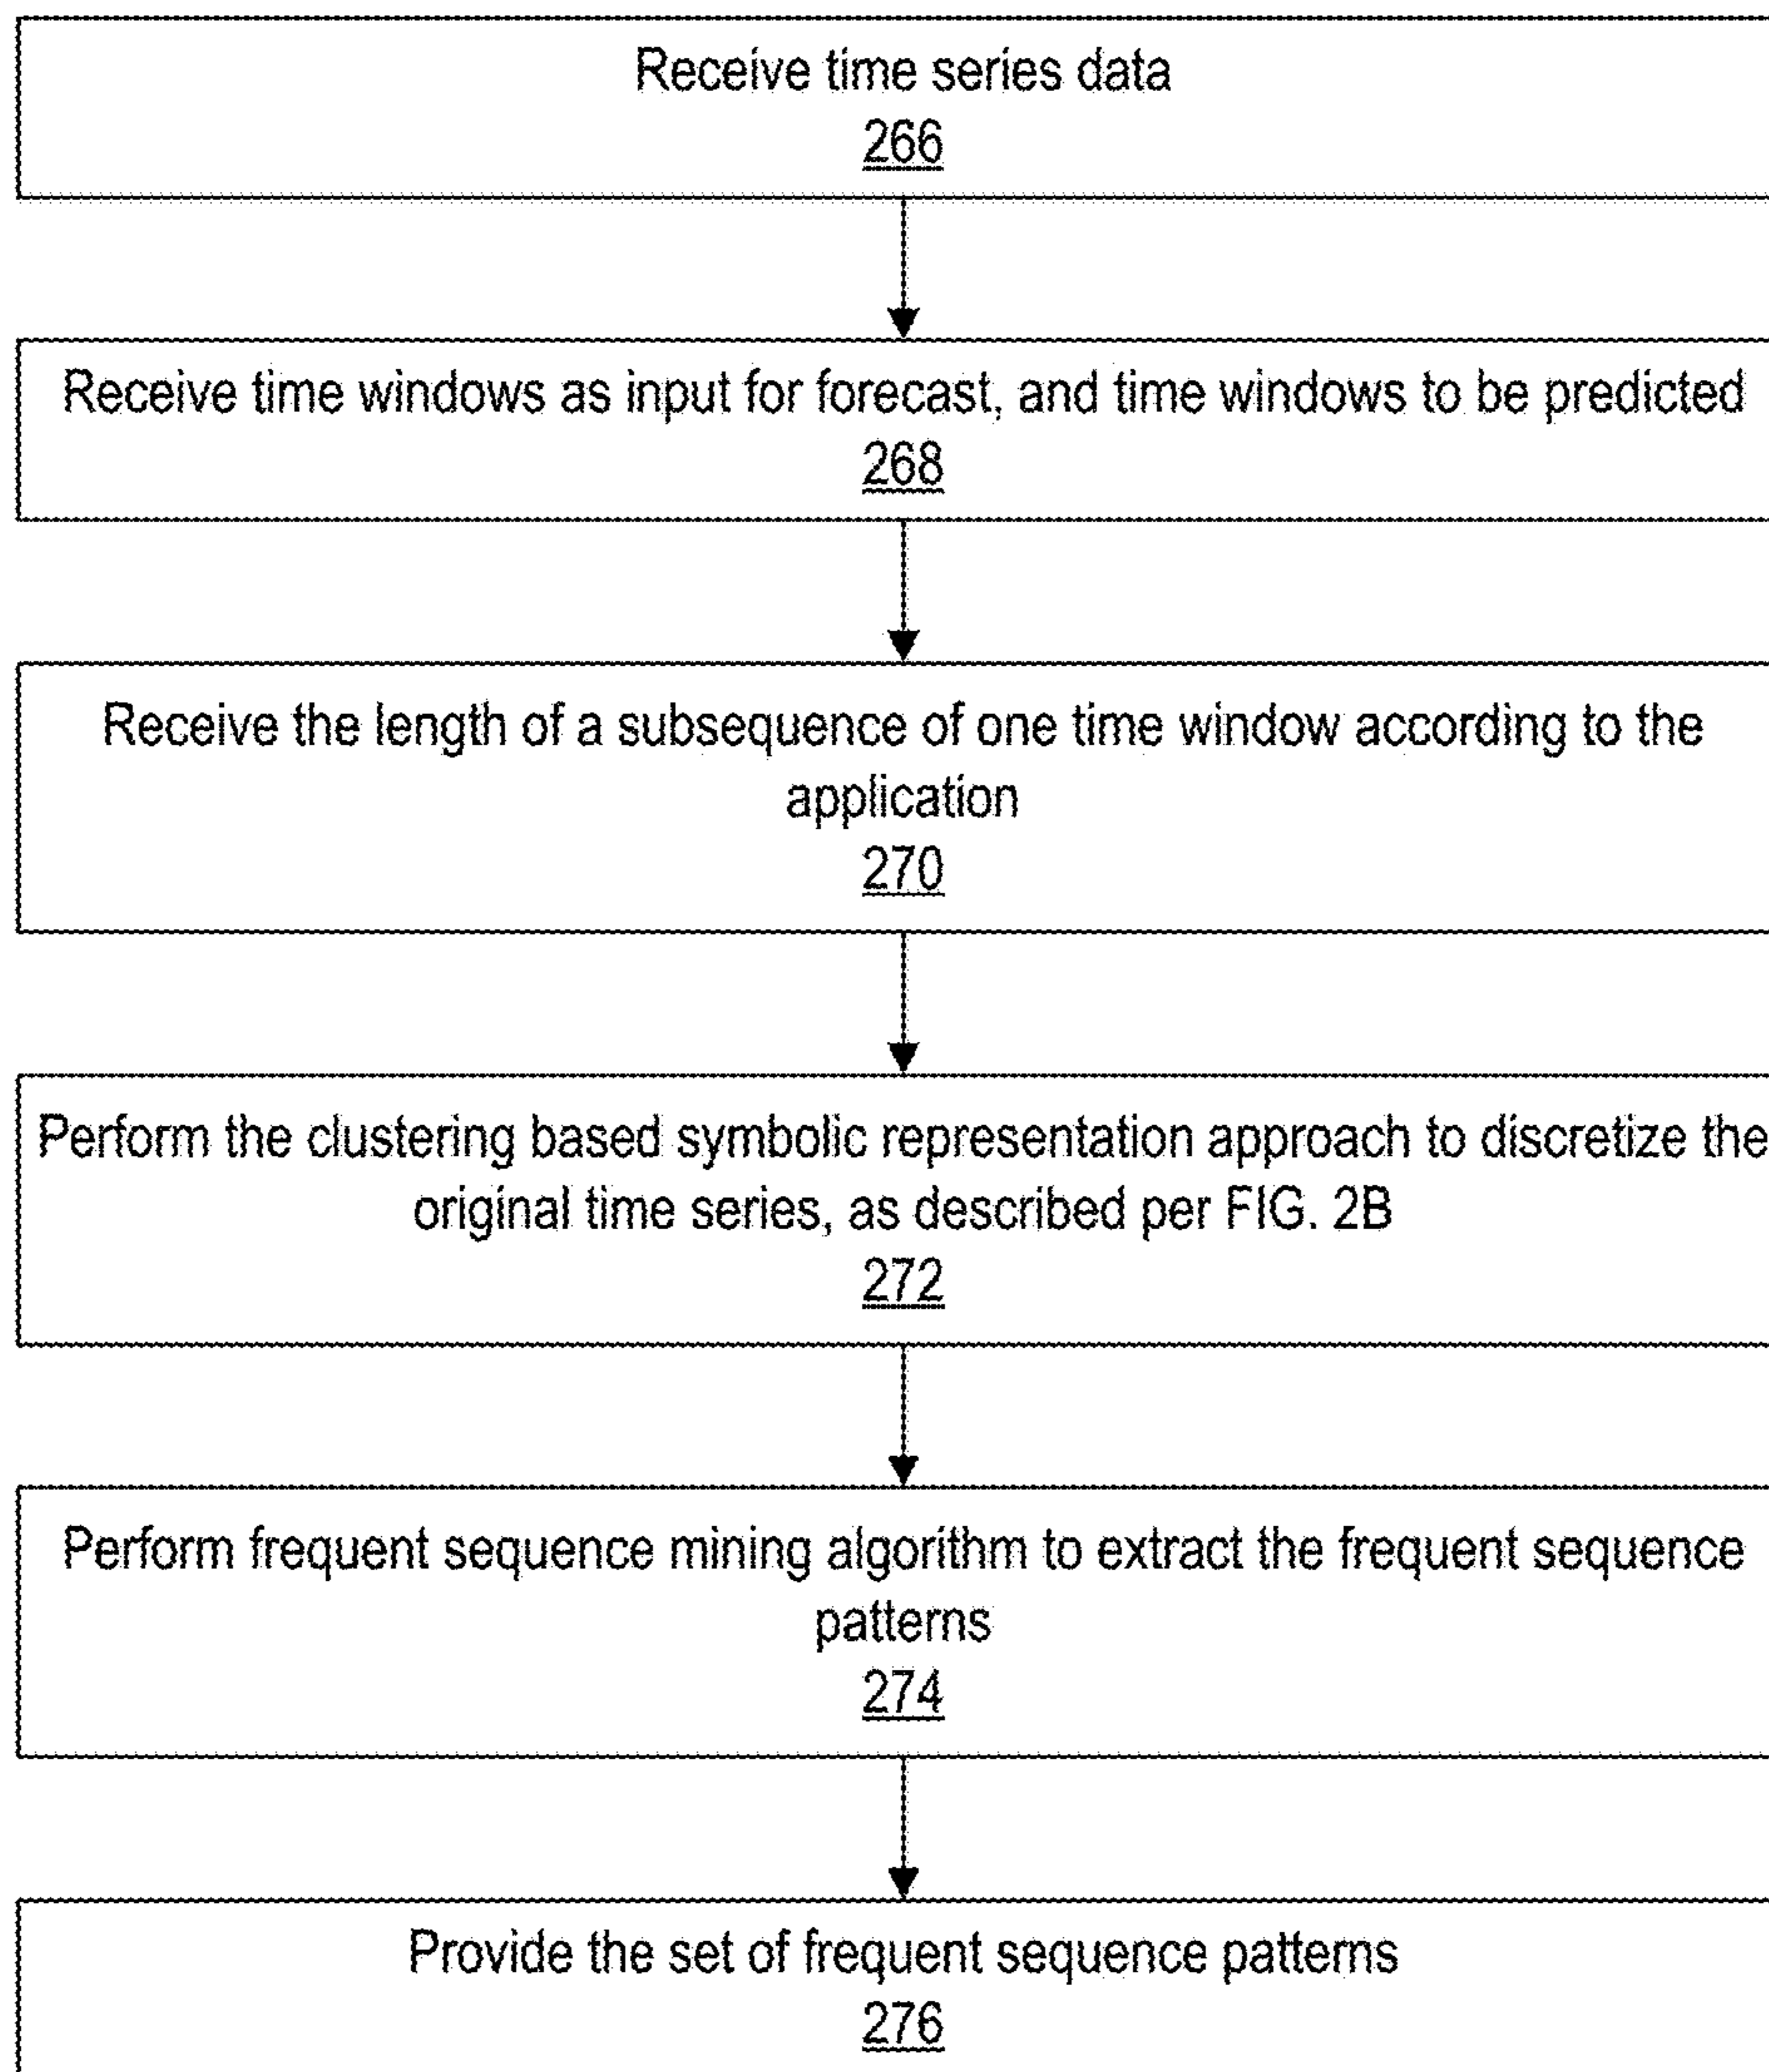 Receive time series data
266
Receive time windows as input for forecast, and time windows to be predicted
268
Receive the length of a subsequence of one time window according to the
application
270
Perform the clustering based symbolic representation approach to discretize the
original time series, as described per FIG. 2B
272
Perform frequent sequence mining algorithm to extract the frequent sequence
patterns
274
Provide the set of frequent sequence patterns
276